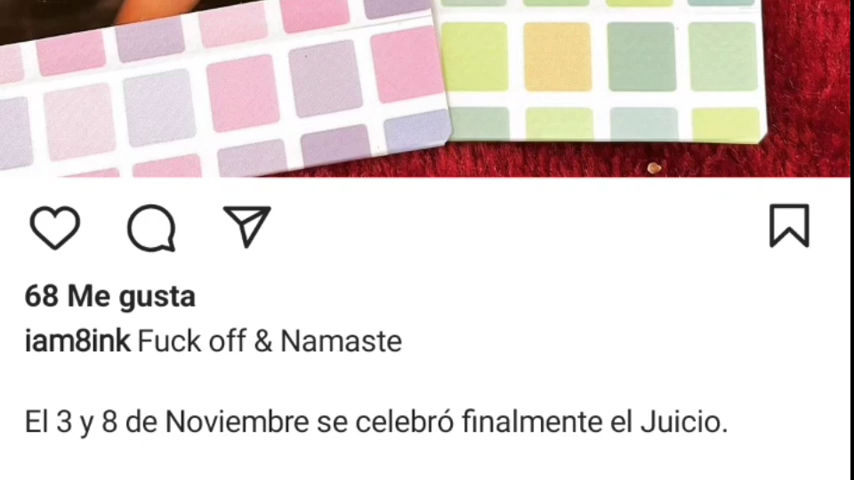 68 Me gusta
iam8ink Fuck off & Namaste
El 3 y 8 de Noviembre se celebró finalmente el Juicio.